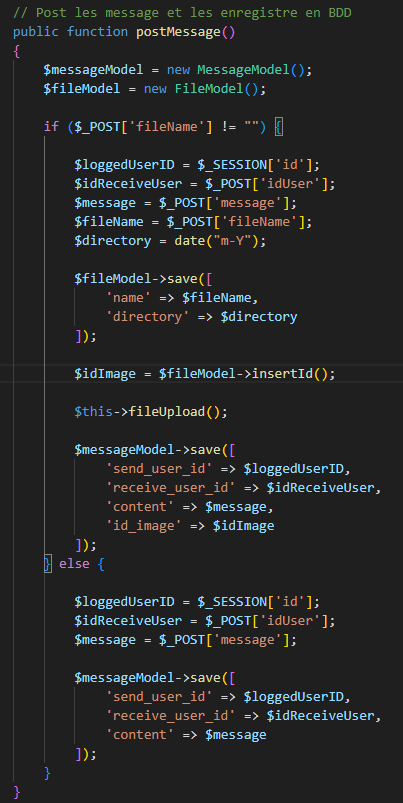 // Post les message et les enregistre en BDD
public function postMessage()
{
    $messageModel = new MessageModel();
    $fileModel = new FileModel();

    if ($_POST['fileName'] != "") {

        $loggedUserID = $_SESSION['id'];
        $idReceiveUser = $_POST['idUser'];
        $message = $_POST['message'];
        $fileName = $_POST['fileName'];
        $directory = date("m-Y");

        $fileModel->save([
            'name' => $fileName,
            'directory' => $directory
        ]);

        $idImage = $fileModel->insertId();

        $this->fileUpload();

        $messageModel->save([
            'send_user_id' => $loggedUserID,
            'receive_user_id' => $idReceiveUser,
            'content' => $message,
            'id_image' => $idImage
        ]);
    } else {

        $loggedUserID = $_SESSION['id'];
        $idReceiveUser = $_POST['idUser'];
        $message = $_POST['message'];

        $messageModel->save([
            'send_user_id' => $loggedUserID,
            'receive_user_id' => $idReceiveUser,
            'content' => $message
        ]);
    }
}